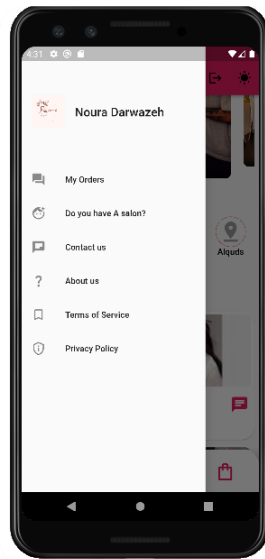 4:31
Noura Darwazeh
My Orders
Do you have A salon?
Contact us
Alquds
About us
Terms of Service
Privacy Policy